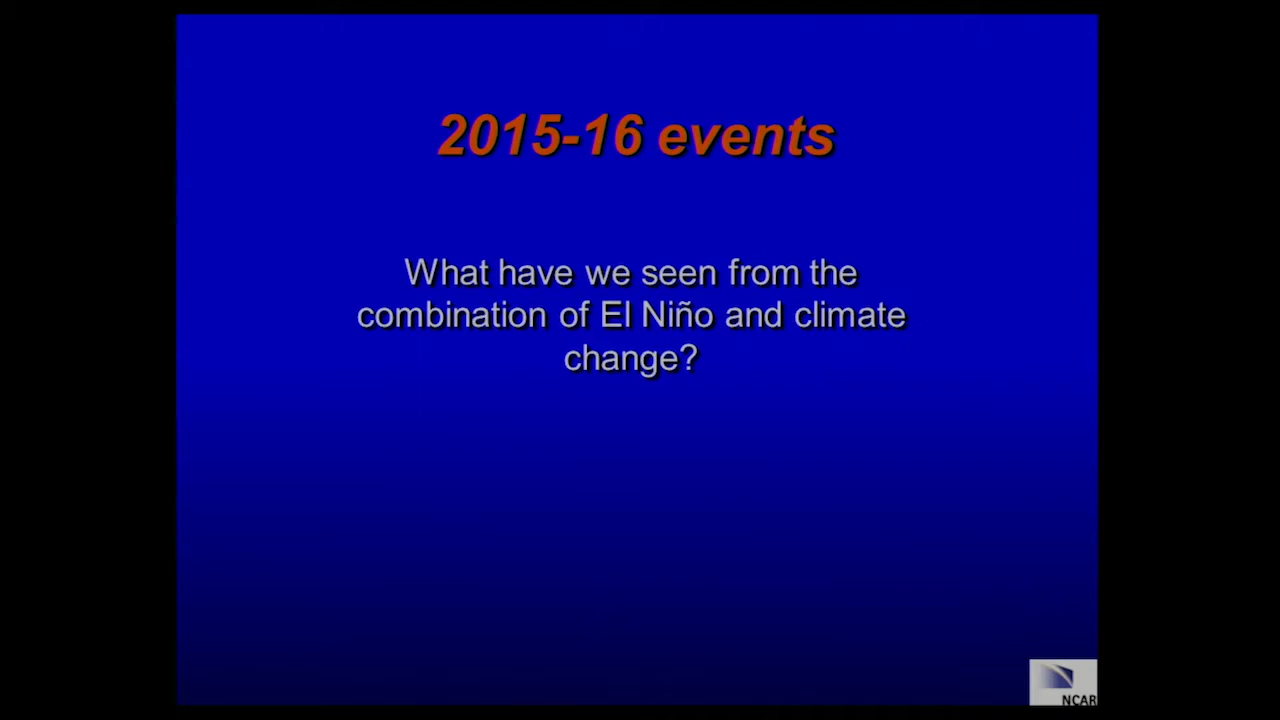 2015-16 events
What have we seen from the
combination of El Niño and climate
change?
NCAR